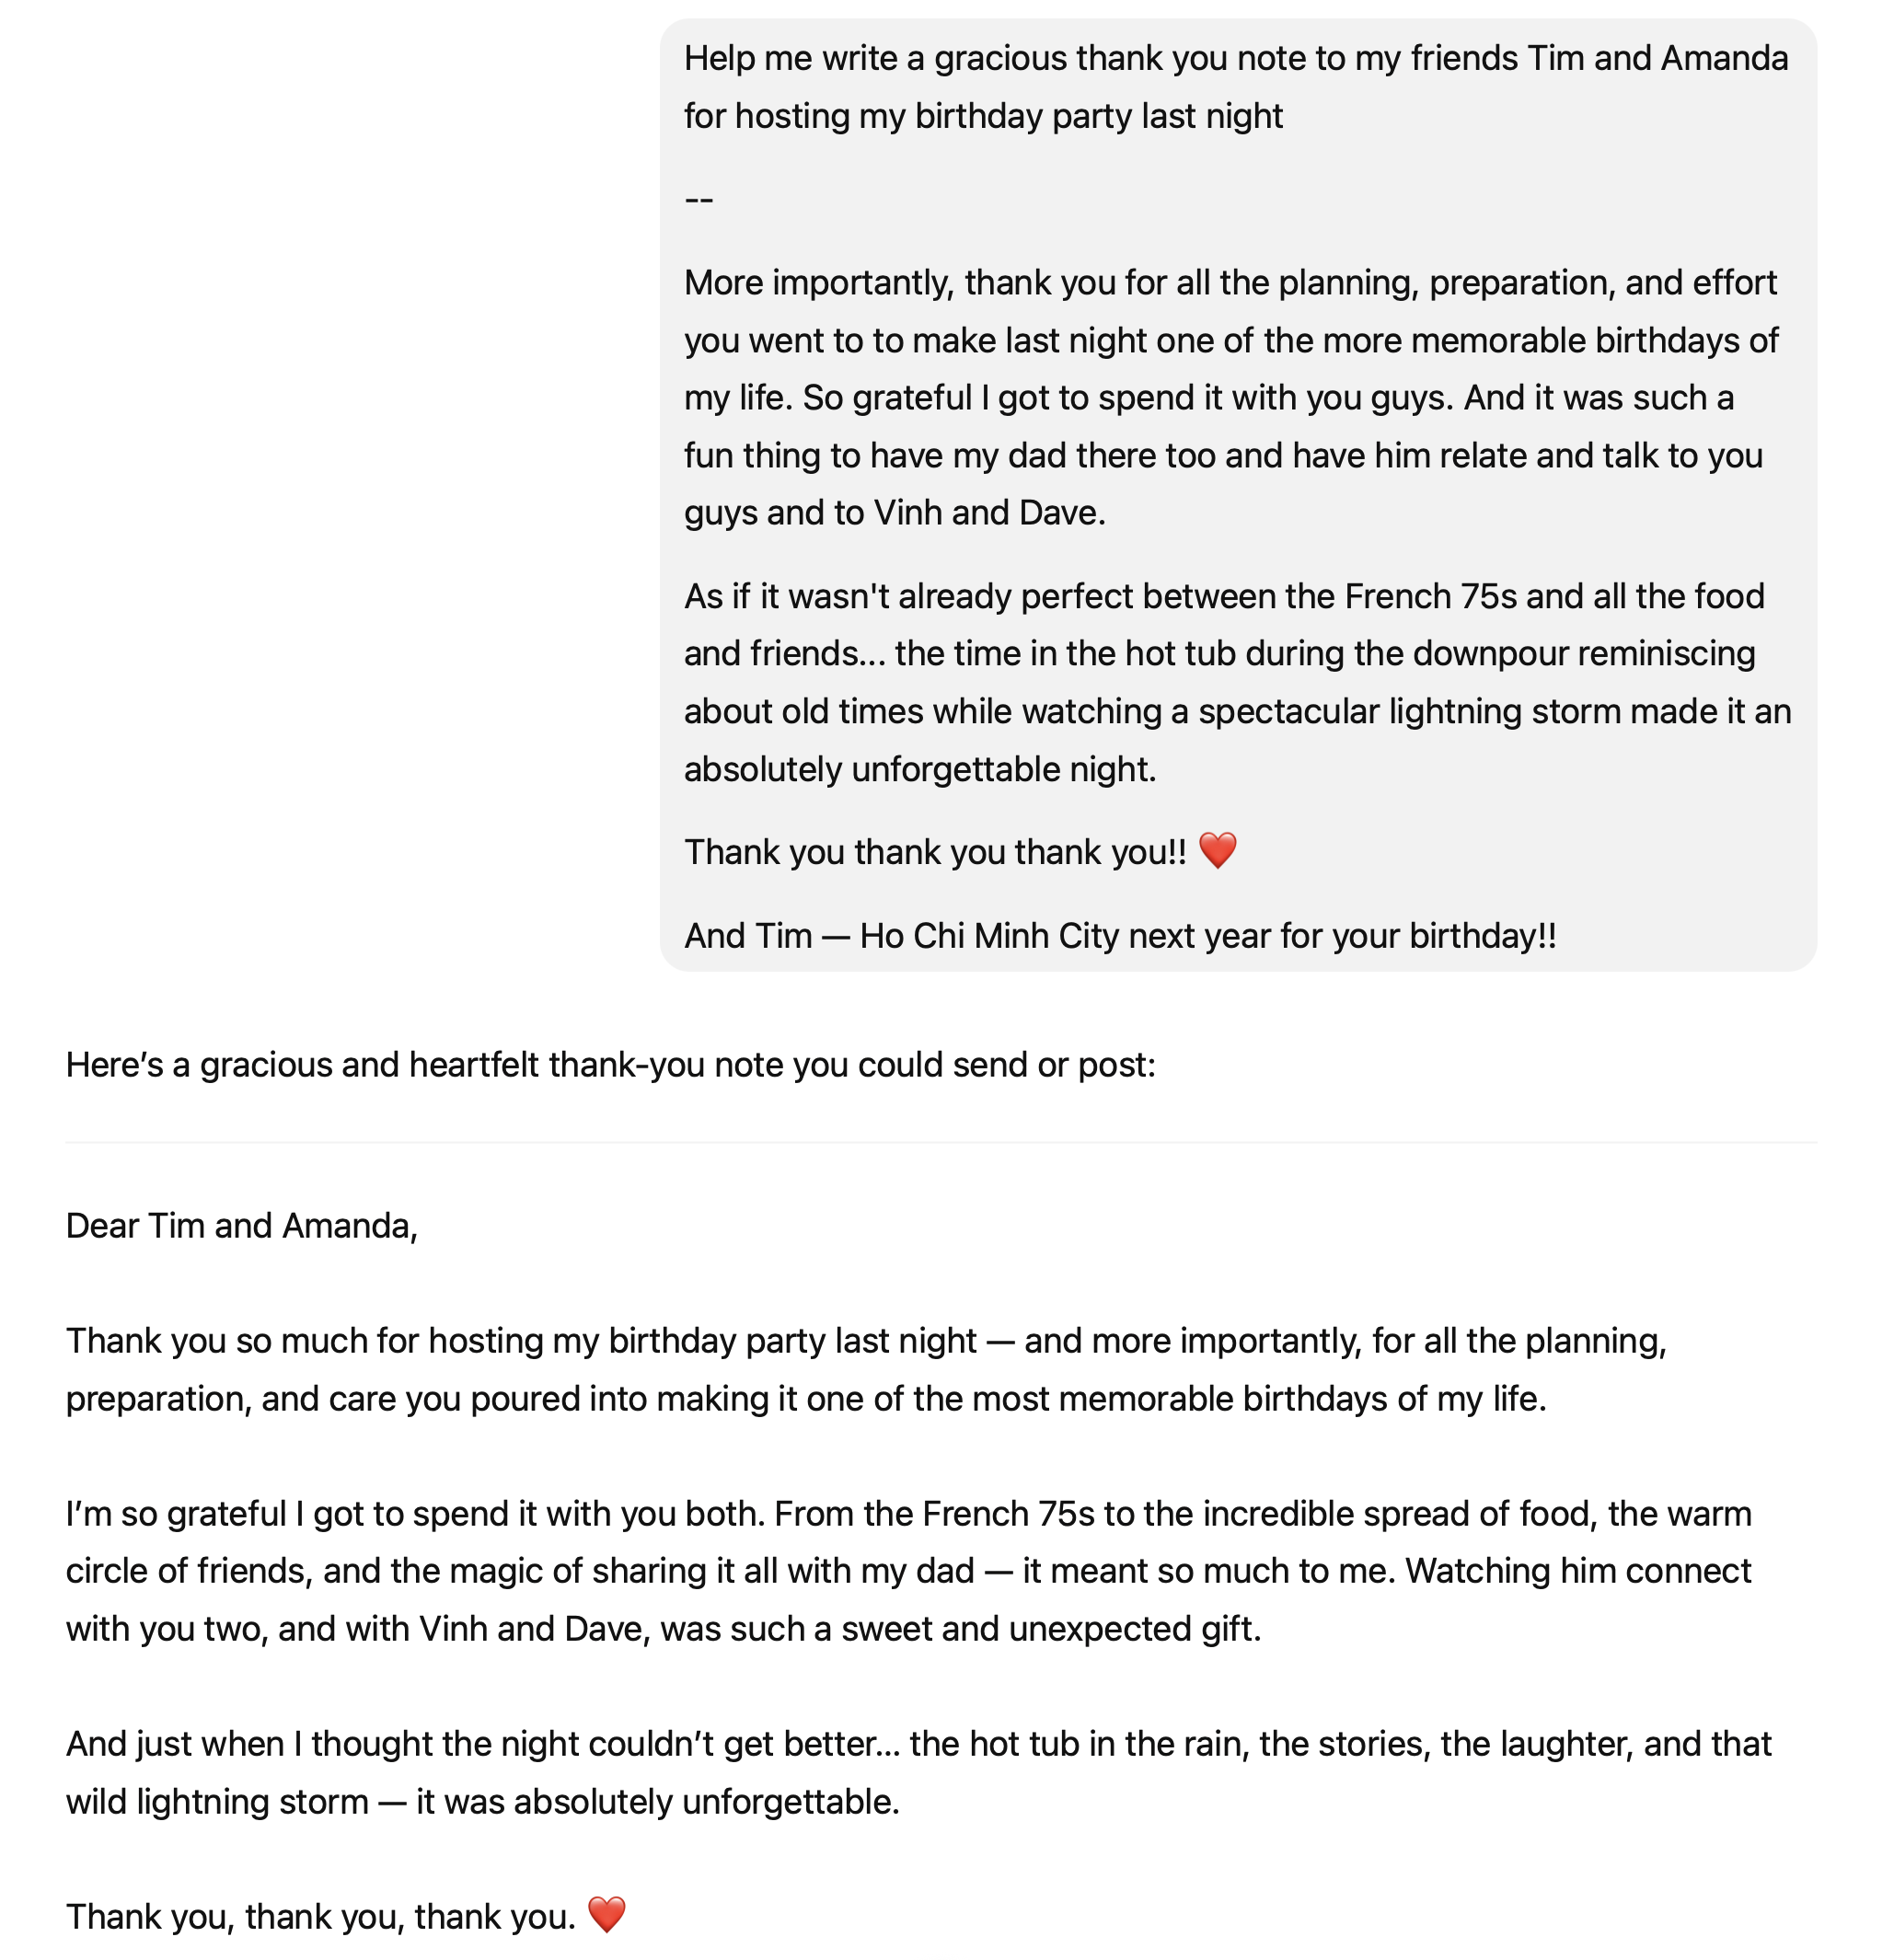 Help me write a gracious thank you note to my friends Tim and Amanda
for hosting my birthday party last night
--
More importantly, thank you for all the planning, preparation, and effort
you went to to make last night one of the more memorable birthdays of
my life. So grateful I got to spend it with you guys. And it was such a
fun thing to have my dad there too and have him relate and talk to you
guys and to Vinh and Dave.
As if it wasn't already perfect between the French 75s and all the food
and friends... the time in the hot tub during the downpour reminiscing
about old times while watching a spectacular lightning storm made it an
absolutely unforgettable night.
Thank you thank you thank you!! ❤️
And Tim — Ho Chi Minh City next year for your birthday!!
Here’s a gracious and heartfelt thank-you note you could send or post:
Dear Tim and Amanda,
Thank you so much for hosting my birthday party last night — and more importantly, for all the planning,
preparation, and care you poured into making it one of the most memorable birthdays of my life.
I’m so grateful I got to spend it with you both. From the French 75s to the incredible spread of food, the warm
circle of friends, and the magic of sharing it all with my dad — it meant so much to me. Watching him connect
with you two, and with Vinh and Dave, was such a sweet and unexpected gift.
And just when I thought the night couldn’t get better… the hot tub in the rain, the stories, the laughter, and that
wild lightning storm — it was absolutely unforgettable.
Thank you, thank you, thank you. ❤️